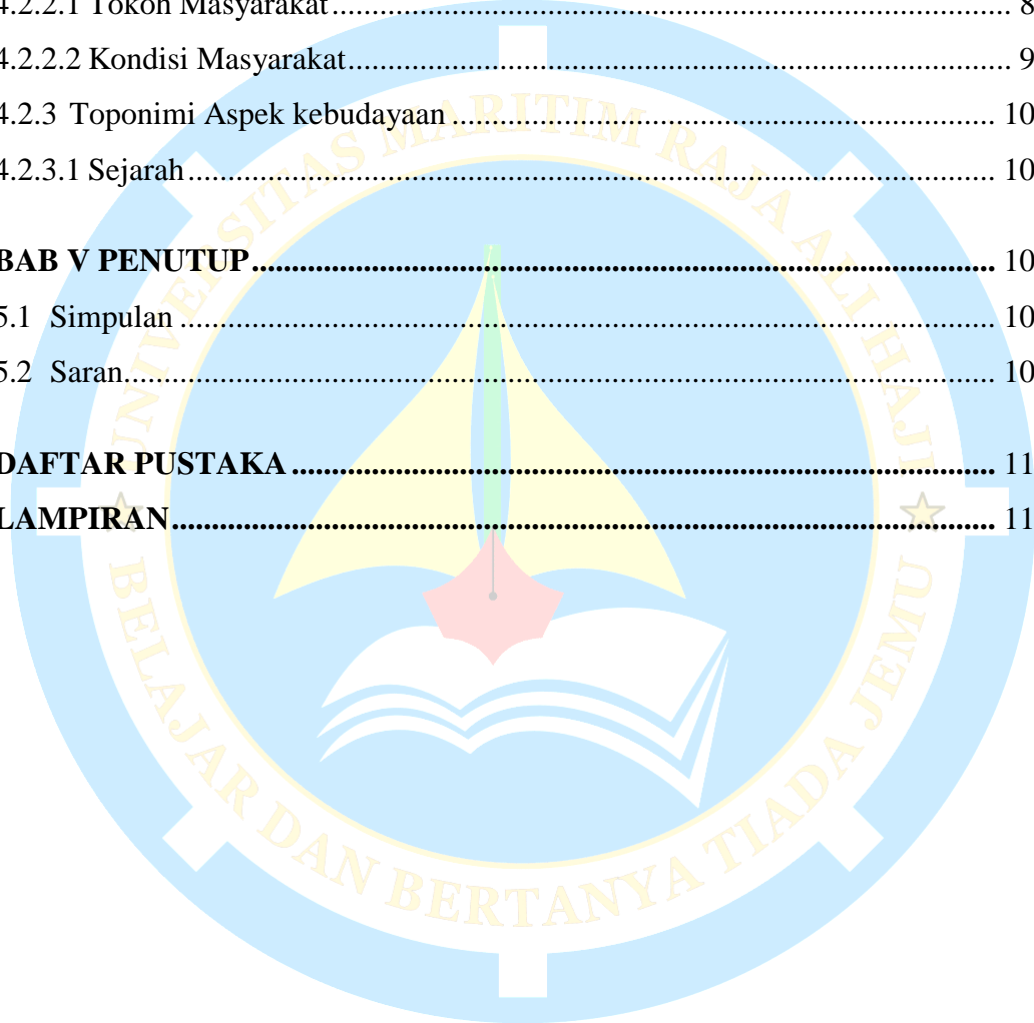 4.2.2.1 Tokoh Masyarakat........ 8
4.2.2.2 Kondisi Masyarakat........ 9
4.2.3 Toponimi Aspek kebudayaan........ 10
4.2.3.1 Sejarah........ 10
BAB V PENUTUP........ 10
5.1 Simpulan........ 10
5.2 Saran........ 10
DAFTAR PUSTAKA........ 11
LAMPIRAN........ 11
UNIVERSITAS MARITIM RAJA ALI HAJI
BELAJAR DAN BERTANYA TIADA JEMU